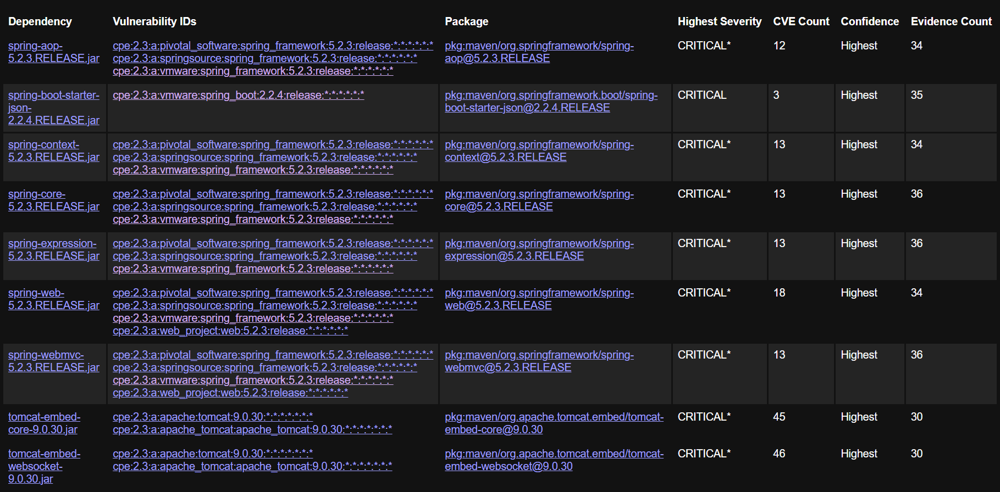 Dependency Vulnerability IDs Package Highest Severity CVE Count Confidence Evidence Count
spring-aop- cpe:2.3:a:pivotal_software:spring_framework:5.2.3:release:*:*:*:*:*:* pkg:maven/org.springframework/spring- CRITICAL* 12 Highest 34
5.2.3.RELEASE.jar cpe:2.3:a:springsource:spring_framework:5.2.3:release:*:*:*:*:*:* aop@5.2.3.RELEASE
cpe:2.3:a:vmware:spring_framework:5.2.3:release:*:*:*:*:*:*
spring-boot-starter- cpe:2.3:a:vmware:spring_boot:2.2.4:release:*:*:*:*:*:* pkg:maven/org.springframework.boot/spring- CRITICAL 3 Highest 35
json- boot-starter-json@2.2.4.RELEASE
2.2.4.RELEASE.jar
spring-context- cpe:2.3:a:pivotal_software:spring_framework:5.2.3:release:*:*:*:*:*:* pkg:maven/org.springframework/spring- CRITICAL* 13 Highest 34
5.2.3.RELEASE.jar cpe:2.3:a:springsource:spring_framework:5.2.3:release:*:*:*:*:*:* context@5.2.3.RELEASE
cpe:2.3:a:vmware:spring_framework:5.2.3:release:*:*:*:*:*:*
spring-core- cpe:2.3:a:pivotal_software:spring_framework:5.2.3:release:*:*:*:*:*:* pkg:maven/org.springframework/spring- CRITICAL* 13 Highest 36
5.2.3.RELEASE.jar cpe:2.3:a:springsource:spring_framework:5.2.3:release:*:*:*:*:*:* core@5.2.3.RELEASE
cpe:2.3:a:vmware:spring_framework:5.2.3:release:*:*:*:*:*:*
spring-expression- cpe:2.3:a:pivotal_software:spring_framework:5.2.3:release:*:*:*:*:*:* pkg:maven/org.springframework/spring- CRITICAL* 13 Highest 36
5.2.3.RELEASE.jar cpe:2.3:a:springsource:spring_framework:5.2.3:release:*:*:*:*:*:* expression@5.2.3.RELEASE
cpe:2.3:a:vmware:spring_framework:5.2.3:release:*:*:*:*:*:*
spring-web- cpe:2.3:a:pivotal_software:spring_framework:5.2.3:release:*:*:*:*:*:* pkg:maven/org.springframework/spring- CRITICAL* 18 Highest 34
5.2.3.RELEASE.jar cpe:2.3:a:springsource:spring_framework:5.2.3:release:*:*:*:*:*:* web@5.2.3.RELEASE
cpe:2.3:a:vmware:spring_framework:5.2.3:release:*:*:*:*:*:*
cpe:2.3:a:web_project:web:5.2.3:release:*:*:*:*:*:*
spring-webmvc- cpe:2.3:a:pivotal_software:spring_framework:5.2.3:release:*:*:*:*:*:* pkg:maven/org.springframework/spring- CRITICAL* 13 Highest 36
5.2.3.RELEASE.jar cpe:2.3:a:springsource:spring_framework:5.2.3:release:*:*:*:*:*:* webmvc@5.2.3.RELEASE
cpe:2.3:a:vmware:spring_framework:5.2.3:release:*:*:*:*:*:*
cpe:2.3:a:web_project:web:5.2.3:release:*:*:*:*:*:*
tomcat-embed- cpe:2.3:a:apache:tomcat:9.0.30:*:*:*:*:*:*:* pkg:maven/org.apache.tomcat.embed/tomcat- CRITICAL* 45 Highest 30
core-9.0.30.jar cpe:2.3:a:apache_tomcat:apache_tomcat:9.0.30:*:*:*:*:*:*:* embed-core@9.0.30
tomcat-embed- cpe:2.3:a:apache:tomcat:9.0.30:*:*:*:*:*:*:* pkg:maven/org.apache.tomcat.embed/tomcat- CRITICAL* 46 Highest 30
websocket- cpe:2.3:a:apache_tomcat:apache_tomcat:9.0.30:*:*:*:*:*:*:* embed-websocket@9.0.30
9.0.30.jar